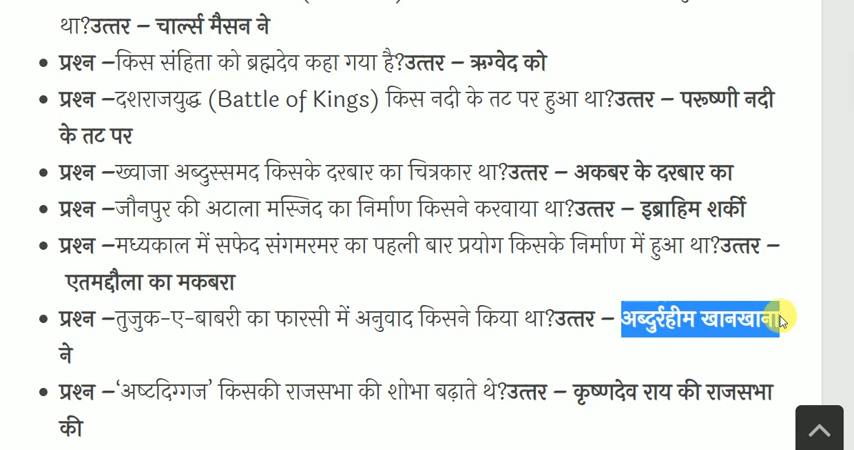 था?उत्तर – चार्ल्स मैसन ने
प्रश्न –किस संहिता को ब्रह्मदेव कहा गया है?उत्तर – ऋग्वेद को
प्रश्न –दशराजयुद्ध (Battle of Kings) किस नदी के तट पर हुआ था?उत्तर – परूष्णी नदी
के तट पर
प्रश्न –ख्वाजा अब्दुस्समद किसके दरबार का चित्रकार था?उत्तर – अकबर के दरबार का
प्रश्न –जौनपुर की अटाला मस्जिद का निर्माण किसने करवाया था?उत्तर – इब्राहिम शर्की
प्रश्न –मध्यकाल में सफेद संगमरमर का पहली बार प्रयोग किसके निर्माण में हुआ था?उत्तर –
एतमद्दौला का मकबरा
प्रश्न –तुजुक-ए-बाबरी का फारसी में अनुवाद किसने किया था?उत्तर – अब्दुर्रहीम खानखाना
ने
प्रश्न –‘अष्टदिग्गज’ किसकी राजसभा की शोभा बढ़ाते थे?उत्तर – कृष्णदेव राय की राजसभा
की